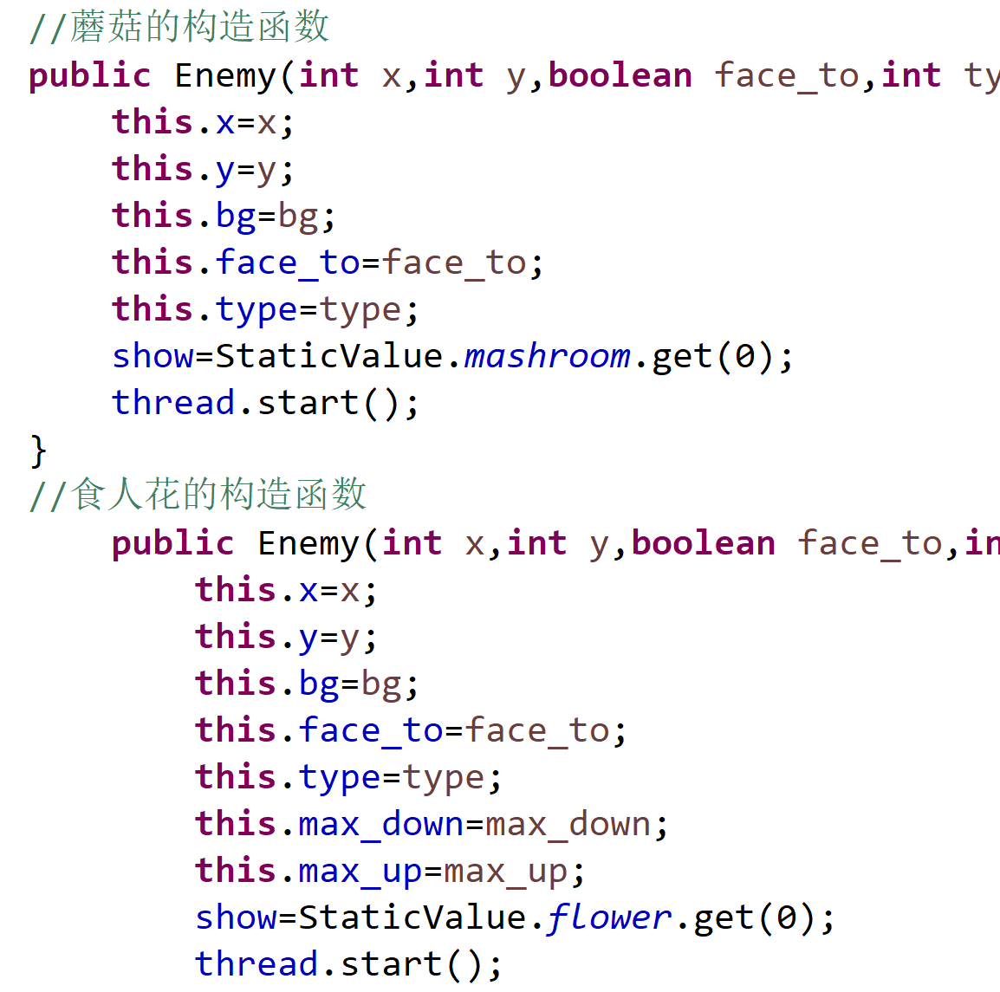 //蘑菇的构造函数
public Enemy(int x,int y,boolean face_to,int ty
this.x=x;
this.y=y;
this.bg=bg;
this.face_to=face_to;
this.type=type;
show=StaticValue.mashroom.get(0);
thread.start();
}
//食人花的构造函数
public Enemy(int x,int y,boolean face_to,in
this.x=x;
this.y=y;
this.bg=bg;
this.face_to=face_to;
this.type=type;
this.max_down=max_down;
this.max_up=max_up;
show=StaticValue.flower.get(0);
thread.start();